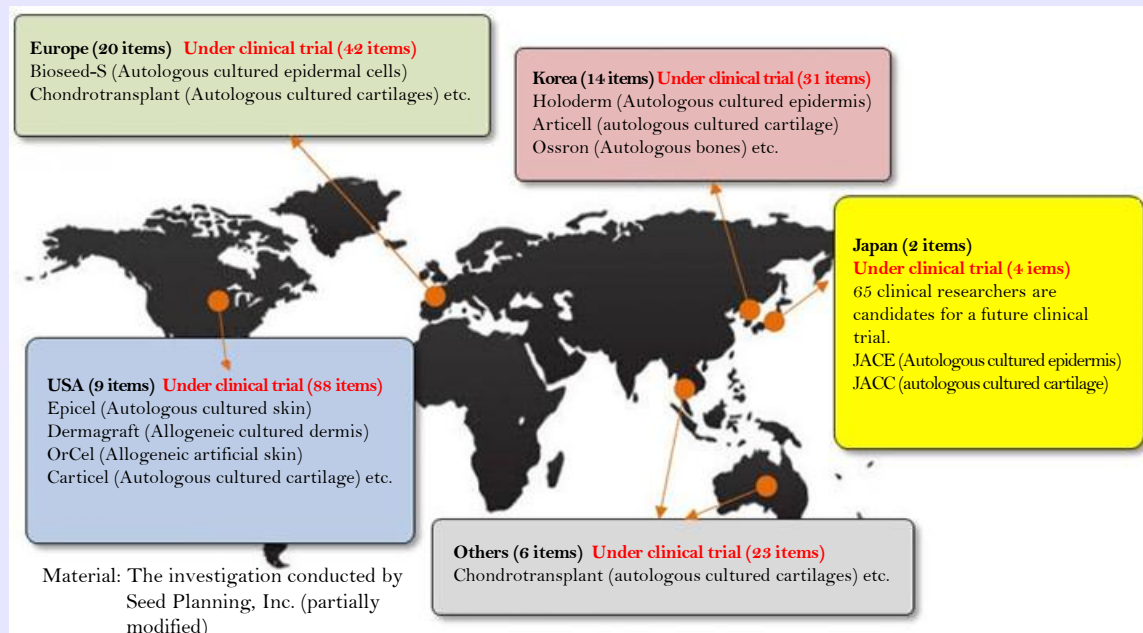 Europe (20 items) Under clinical trial (42 items)
Bioseed-S (Autologous cultured epidermal cells)
Chondrotransplant (Autologous cultured cartilages) etc.
Korea (14 items) Under clinical trial (31 items)
Holoderm (Autologous cultured epidermis)
Articell (autologous cultured cartilage)
Ossron (Autologous bones) etc.
Japan (2 items)
Under clinical trial (4 iems)
65 clinical researchers are
candidates for a future clinical
trial.
JACE (Autologous cultured epidermis)
JACC (autologous cultured cartilage)
USA (9 items) Under clinical trial (88 items)
Epicel (Autologous cultured skin)
Dermagraft (Allogeneic cultured dermis)
OrCel (Allogeneic artificial skin)
Carticel (Autologous cultured cartilage) etc.
Others (6 items) Under clinical trial (23 items)
Chondrotransplant (autologous cultured cartilages) etc.
Material: The investigation conducted by
Seed Planning, Inc. (partially
modified)